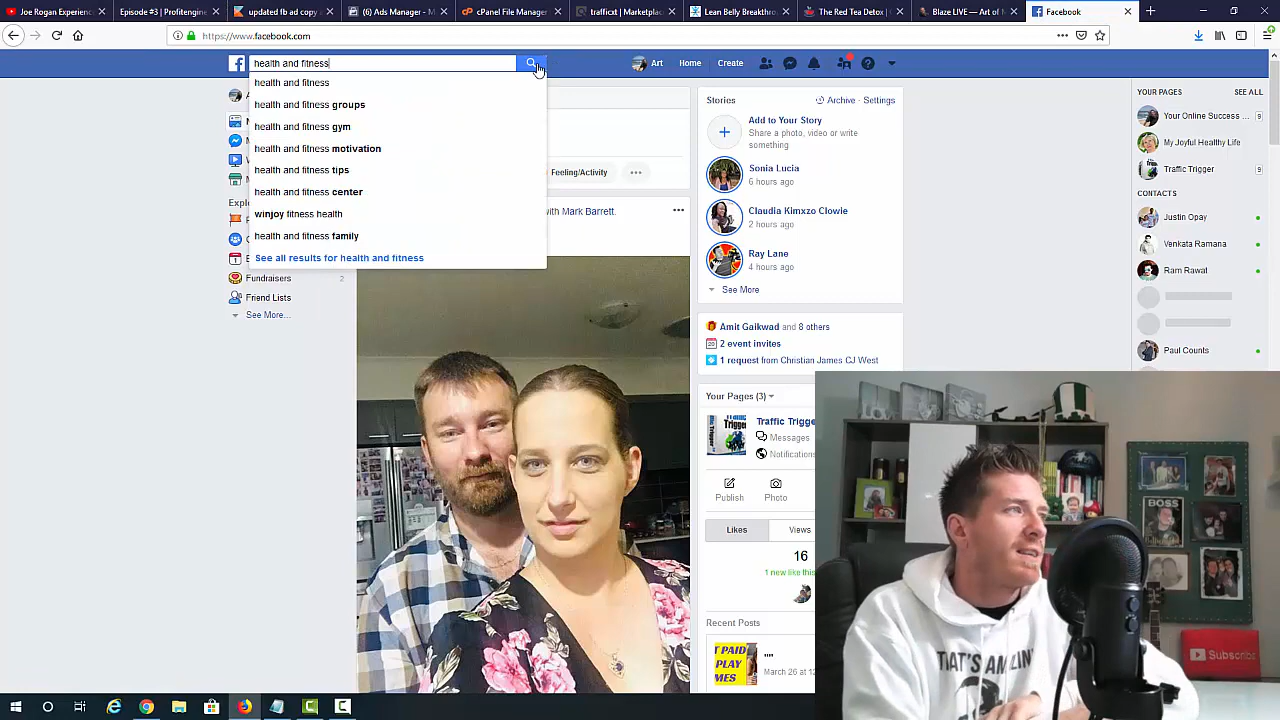 Joe Rogan Experience
Episode #3 | Profitengine
updated fb ad copy
(6) Ads Manager - M
cPanel File Manager
traffict | Marketplac
Lean Belly Breakthro
The Red Tea Detox |
Blaze LIVE — Art of M
Facebook
https://www.facebook.com
health and fitness
Art
Home
Create
health and fitness
health and fitness groups
health and fitness gym
health and fitness motivation
health and fitness tips
health and fitness center
winjoy fitness health
health and fitness family
See all results for health and fitness
Fundraisers
2
Friend Lists
See More...
Feeling/Activity
with Mark Barrett.
Stories
Archive · Settings
Add to Your Story
Share a photo, video or write
something
Sonia Lucia
6 hours ago
Claudia Kimxzo Clowie
2 hours ago
Ray Lane
4 hours ago
See More
Amit Gaikwad and 8 others
2 event invites
1 request from Christian James CJ West
Your Pages (3)
Traffic Trigge
Messages
Notifications
Publish
Photo
Likes
Views
16
1 new like this
Recent Posts
T PAID
PLAY
MES
""
March 26 at 12
YOUR PAGES
SEE ALL
Your Online Success ...
9
My Joyful Healthy Life
Traffic Trigger
9
CONTACTS
Justin Opay
Venkata Ramana
Ram Rawat
Paul Counts
BOSS
Subscribe